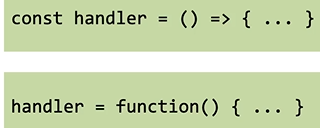 const handler = () => { ... }
handler = function() { ... }